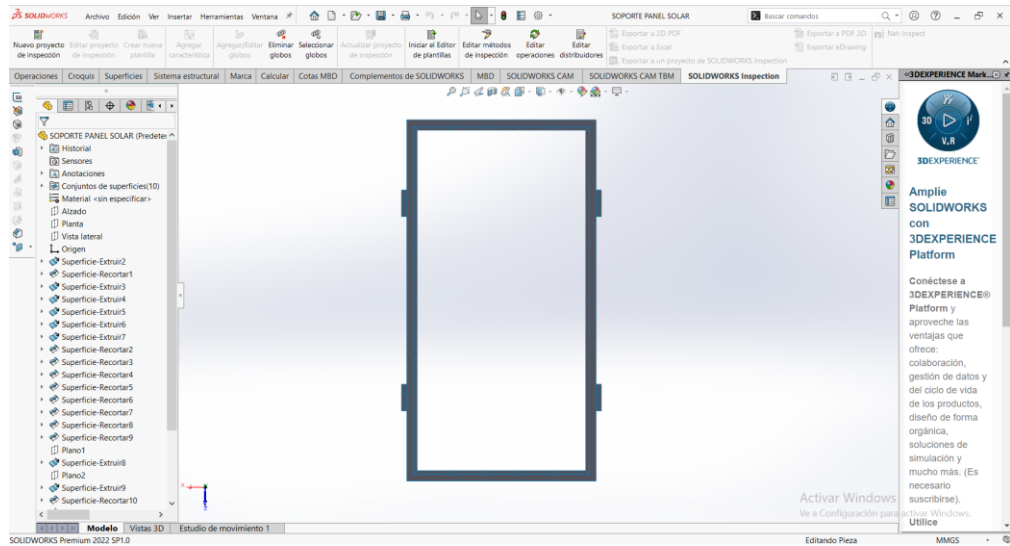 SOLIDWORKS Archivo Edición Ver Insertar Herramientas Ventana SOPORTE PANEL SOLAR Buscar comandos
Nuevo proyecto de inspección
Editar proyecto de inspección
Crear nueva plantilla
Agregar característica
Agregar/Editar globos
Eliminar globos
Seleccionar globos
Actualizar proyecto de inspección
Iniciar el Editor de plantillas
Editar métodos de inspección
Editar operaciones
Editar distribuidores
Exportar a 2D PDF
Exportar a Excel
Exportar a un proyecto de SOLIDWORKS Inspection
Exportar a PDF 3D
Exportar eDrawing
Net-Inspect
Operaciones Croquis Superficies Sistema estructural Marca Calcular Cotas MBD Complementos de SOLIDWORKS MBD SOLIDWORKS CAM SOLIDWORKS CAM TBM SOLIDWORKS Inspection
SOPORTE PANEL SOLAR (Predeter
Historial
Sensores
Anotaciones
Conjuntos de superficies(10)
Material <sin especificar>
Alzado
Planta
Vista lateral
Origen
Superficie-Extruir2
Superficie-Recortar1
Superficie-Extruir3
Superficie-Extruir4
Superficie-Extruir5
Superficie-Extruir6
Superficie-Extruir7
Superficie-Recortar2
Superficie-Recortar3
Superficie-Recortar4
Superficie-Recortar5
Superficie-Recortar6
Superficie-Recortar7
Superficie-Recortar8
Superficie-Recortar9
Plano1
Superficie-Extruir8
Plano2
Superficie-Extruir9
Superficie-Recortar10
«3DEXPERIENCE Mark...
3D
V.R
3DEXPERIENCE
Amplie
SOLIDWORKS
con
3DEXPERIENCE
Platform
Conéctese a
3DEXPERIENCE®
Platform y
aproveche las
ventajas que
ofrece:
colaboración,
gestión de datos y
del ciclo de vida
de los productos,
diseño de forma
orgánica,
soluciones de
simulación y
mucho más. (Es
necesario
suscribirse).
Utilice
Activar Windows
Ve a Configuración para activar Windows.
Modelo Vistas 3D Estudio de movimiento 1
SOLIDWORKS Premium 2022 SP1.0 Editando Pieza MMGS